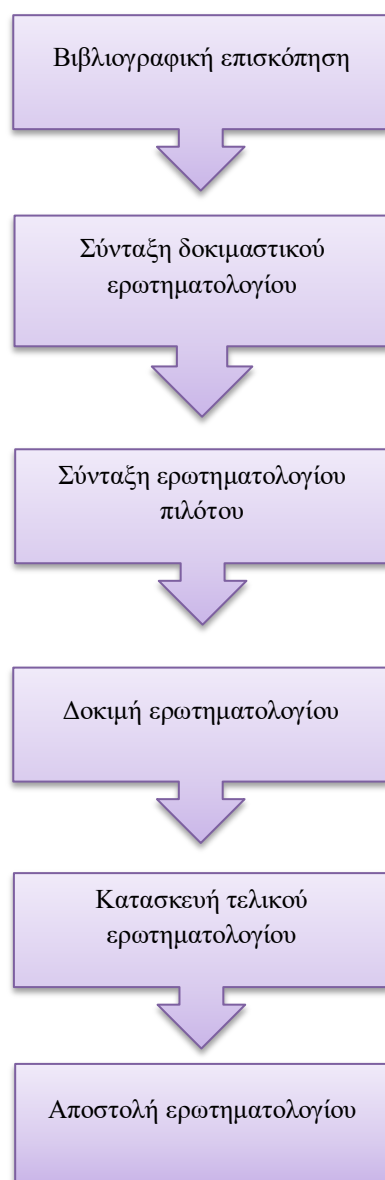 Βιβλιογραφική επισκόπηση
Σύνταξη δοκιμαστικού
ερωτηματολογίου
Σύνταξη ερωτηματολογίου
πιλότου
Δοκιμή ερωτηματολογίου
Κατασκευή τελικού
ερωτηματολογίου
Αποστολή ερωτηματολογίου